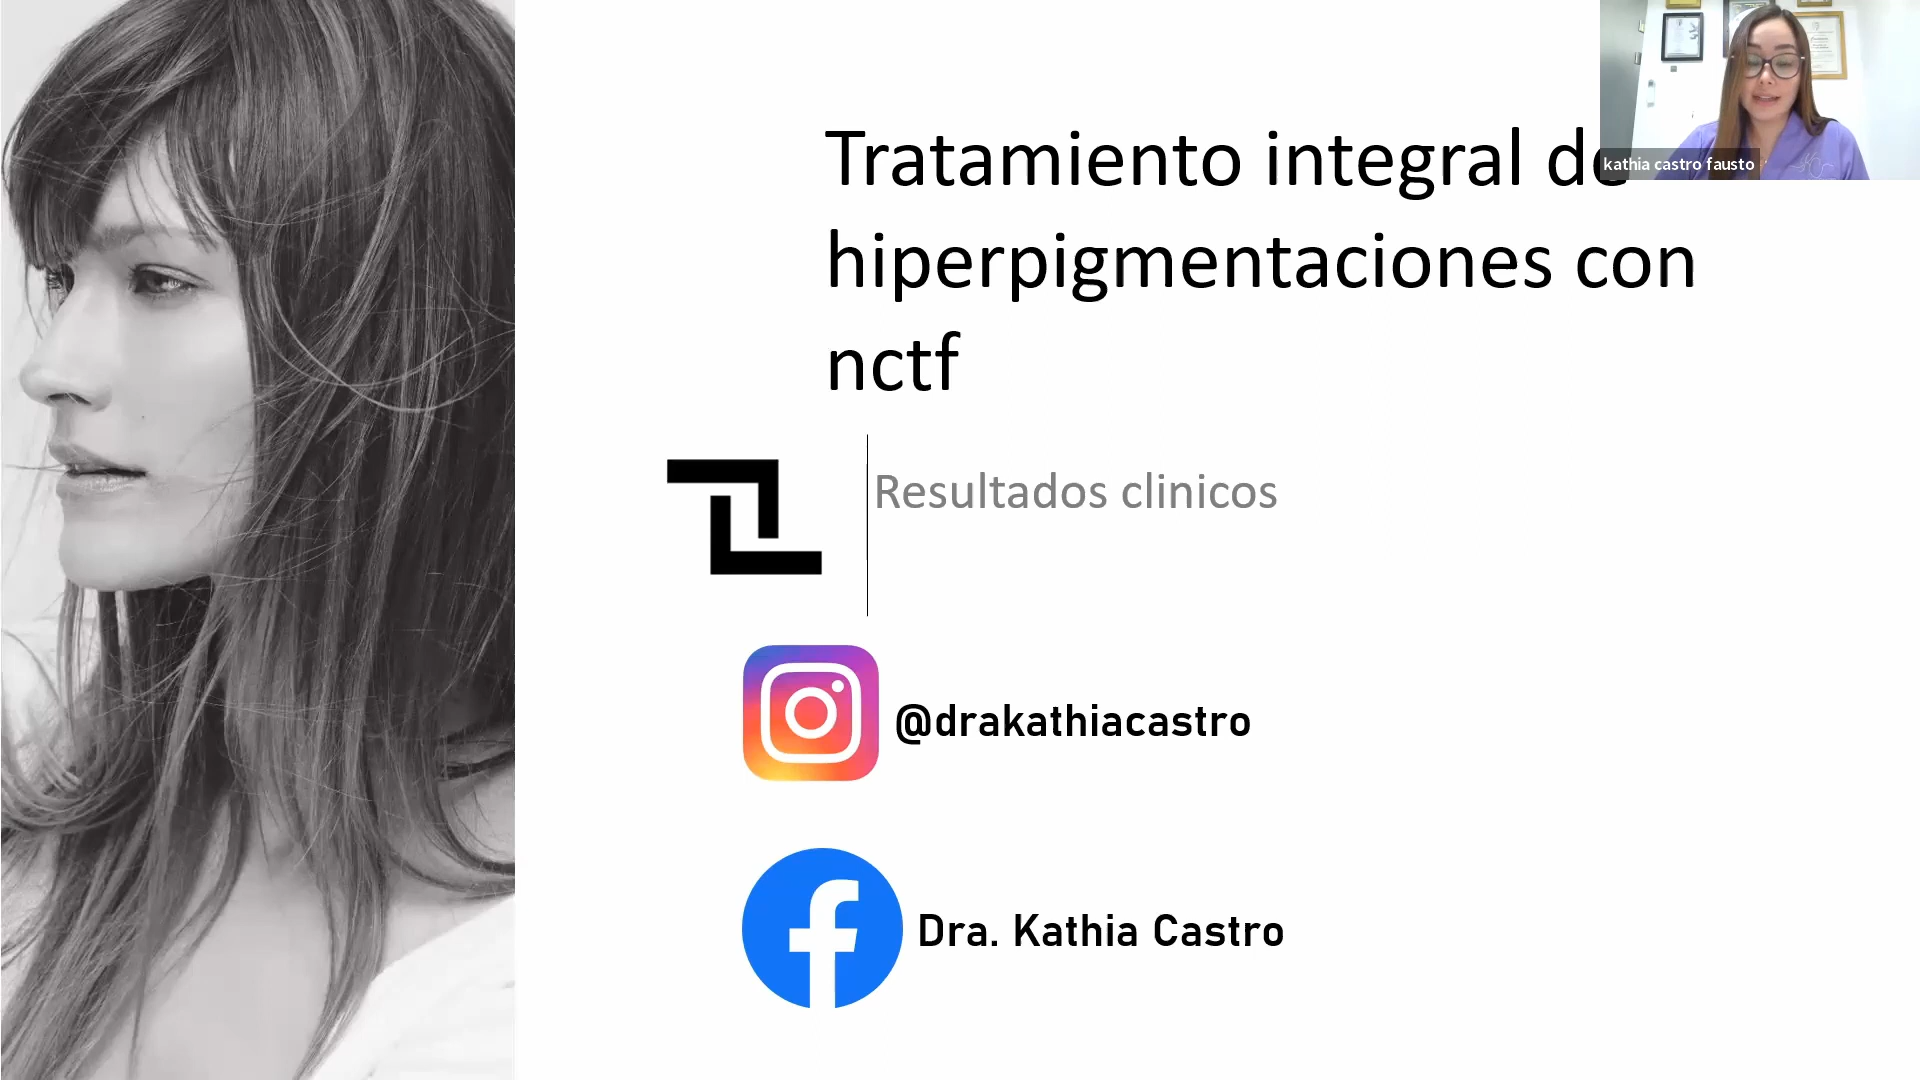 Tratamiento integral de
kathia castro fausto
hiperpigmentaciones con
nctf
Resultados clinicos
@drakathiacastro
Dra. Kathia Castro